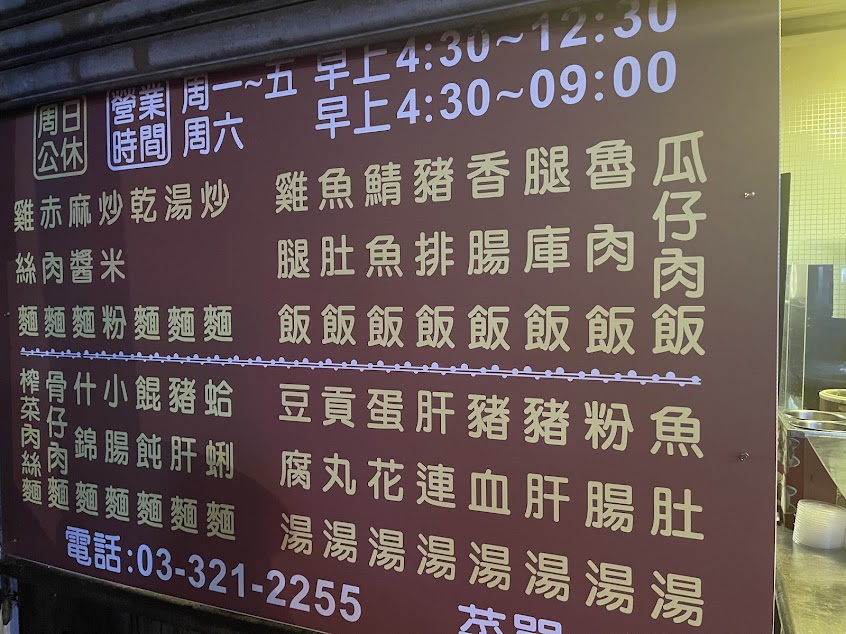 周日公休
營業時間
周一~五 早上4:30~12:30
周六 早上4:30~09:00
瓜仔肉飯
魯肉飯
腿庫飯
香腸飯
豬排飯
鯖魚飯
魚肚飯
雞腿飯
炒麵
湯麵
乾麵
炒米粉
麻醬麵
赤肉麵
雞絲麵
魚肚湯
粉腸湯
豬肝湯
豬血湯
肝連湯
蛋花湯
貢丸湯
豆腐湯
蛤蜊麵
豬肝麵
餛飩麵
小腸麵
什錦麵
骨仔肉麵
榨菜肉絲麵
電話:03-321-2255
菜單